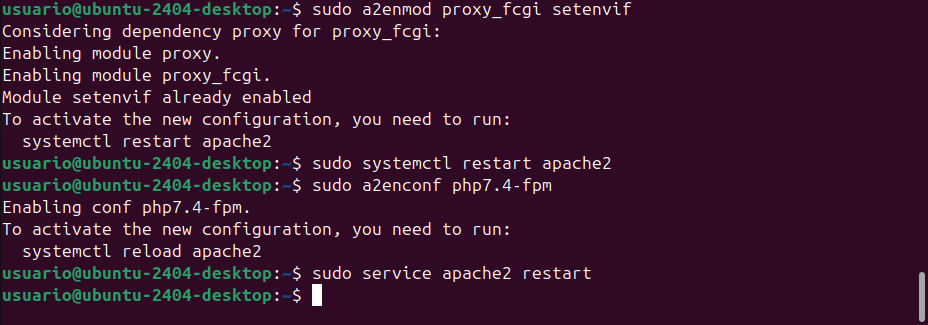 usuario@ubuntu-2404-desktop:~$ sudo a2enmod proxy_fcgi setenvif
Considering dependency proxy for proxy_fcgi:
Enabling module proxy.
Enabling module proxy_fcgi.
Module setenvif already enabled
To activate the new configuration, you need to run:
  systemctl restart apache2
usuario@ubuntu-2404-desktop:~$ sudo systemctl restart apache2
usuario@ubuntu-2404-desktop:~$ sudo a2enconf php7.4-fpm
Enabling conf php7.4-fpm.
To activate the new configuration, you need to run:
  systemctl reload apache2
usuario@ubuntu-2404-desktop:~$ sudo service apache2 restart
usuario@ubuntu-2404-desktop:~$